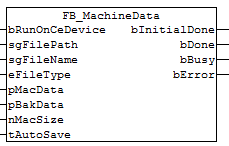 FB_MachineData
bRunOnCeDevice bInitialDone
sgFilePath bDone
sgFileName bBusy
eFileType bError
pMacData
pBakData
nMacSize
tAutoSave